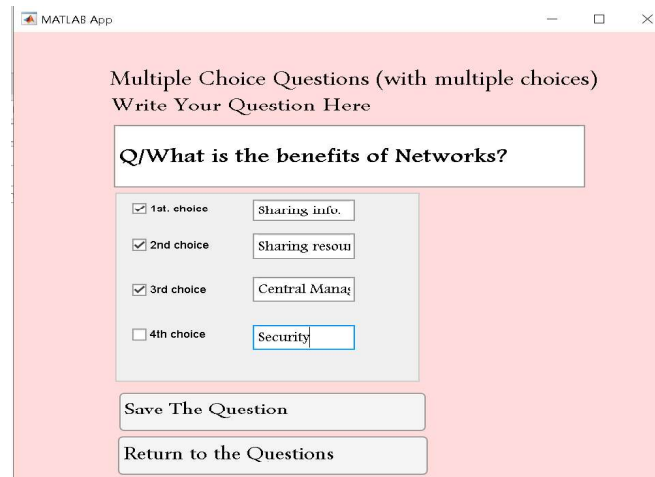 MATLAB App
Multiple Choice Questions (with multiple choices)
Write Your Question Here
Q/What is the benefits of Networks?
1st. choice Sharing info.
2nd choice Sharing resour
3rd choice Central Manag
4th choice Security
Save The Question
Return to the Questions